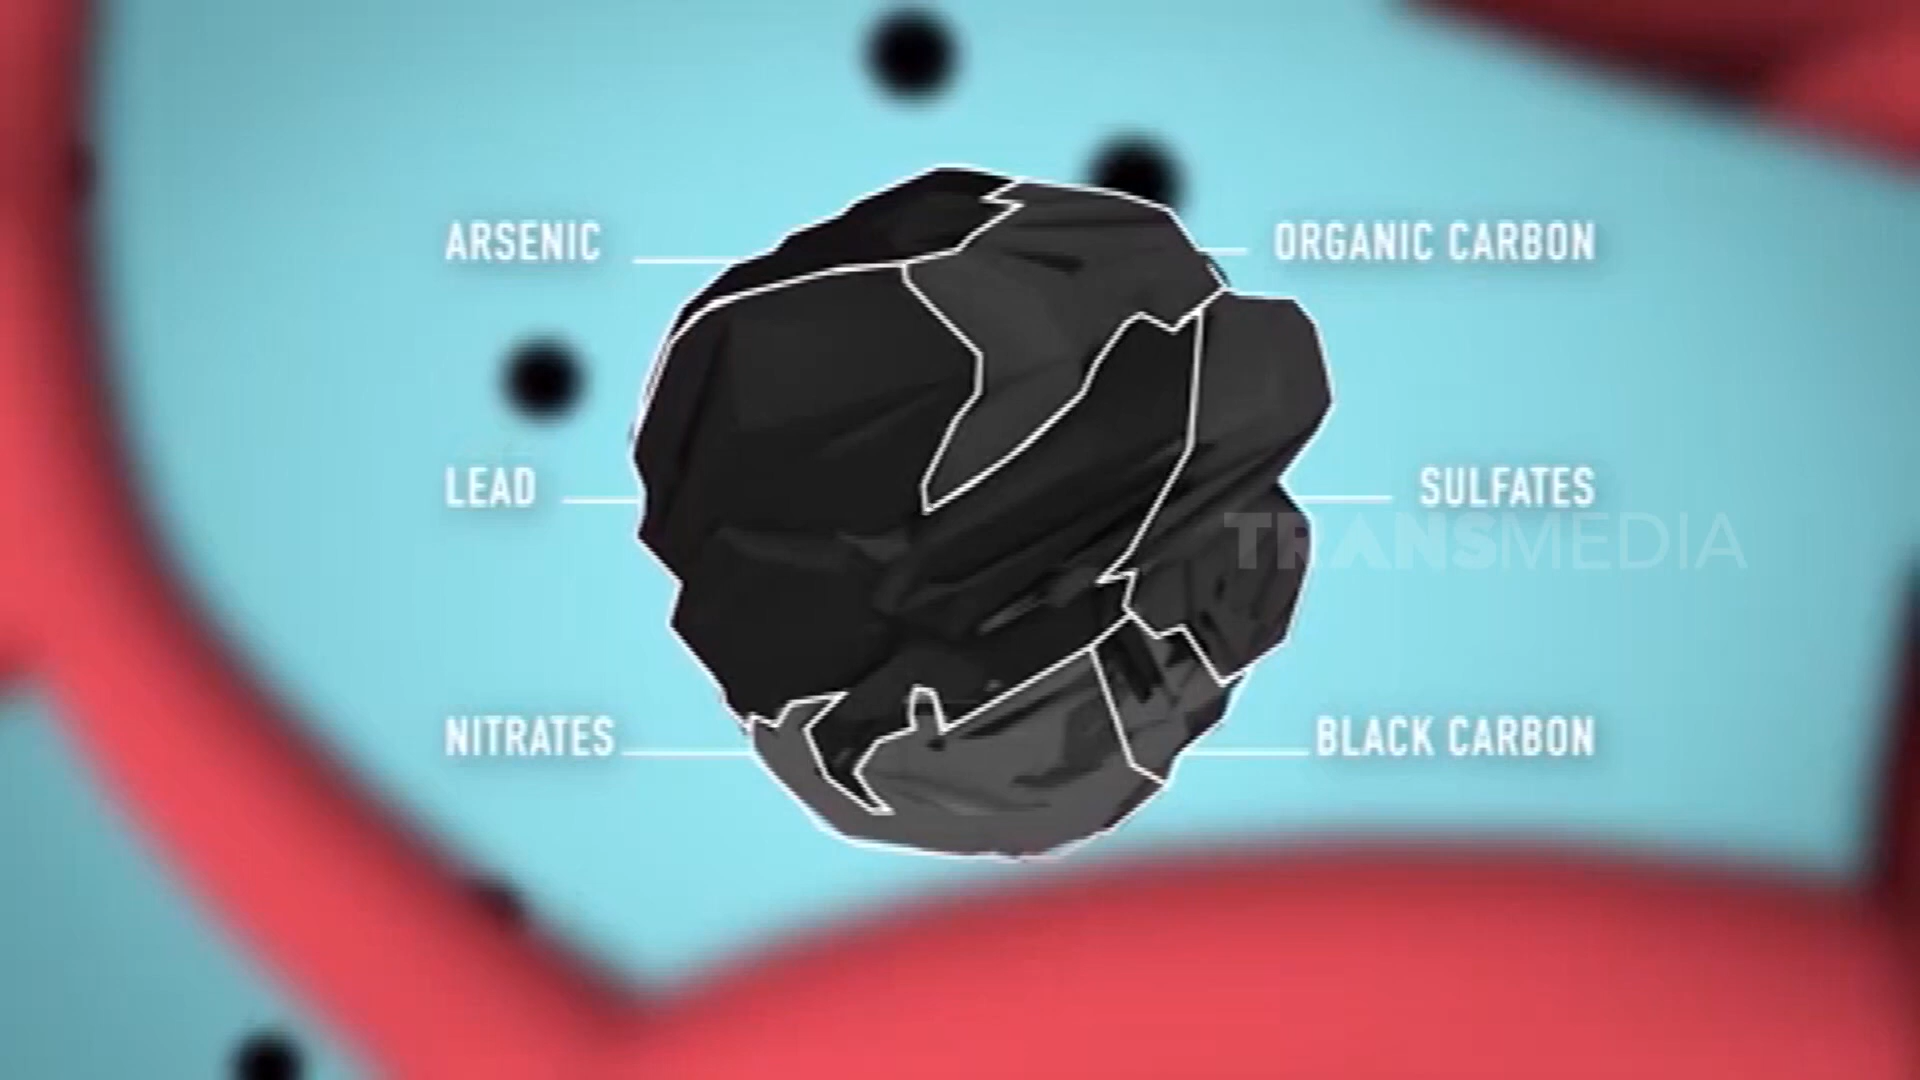 ARSENIC
ORGANIC CARBON
LEAD
SULFATES
TRANSMEDIA
NITRATES
BLACK CARBON